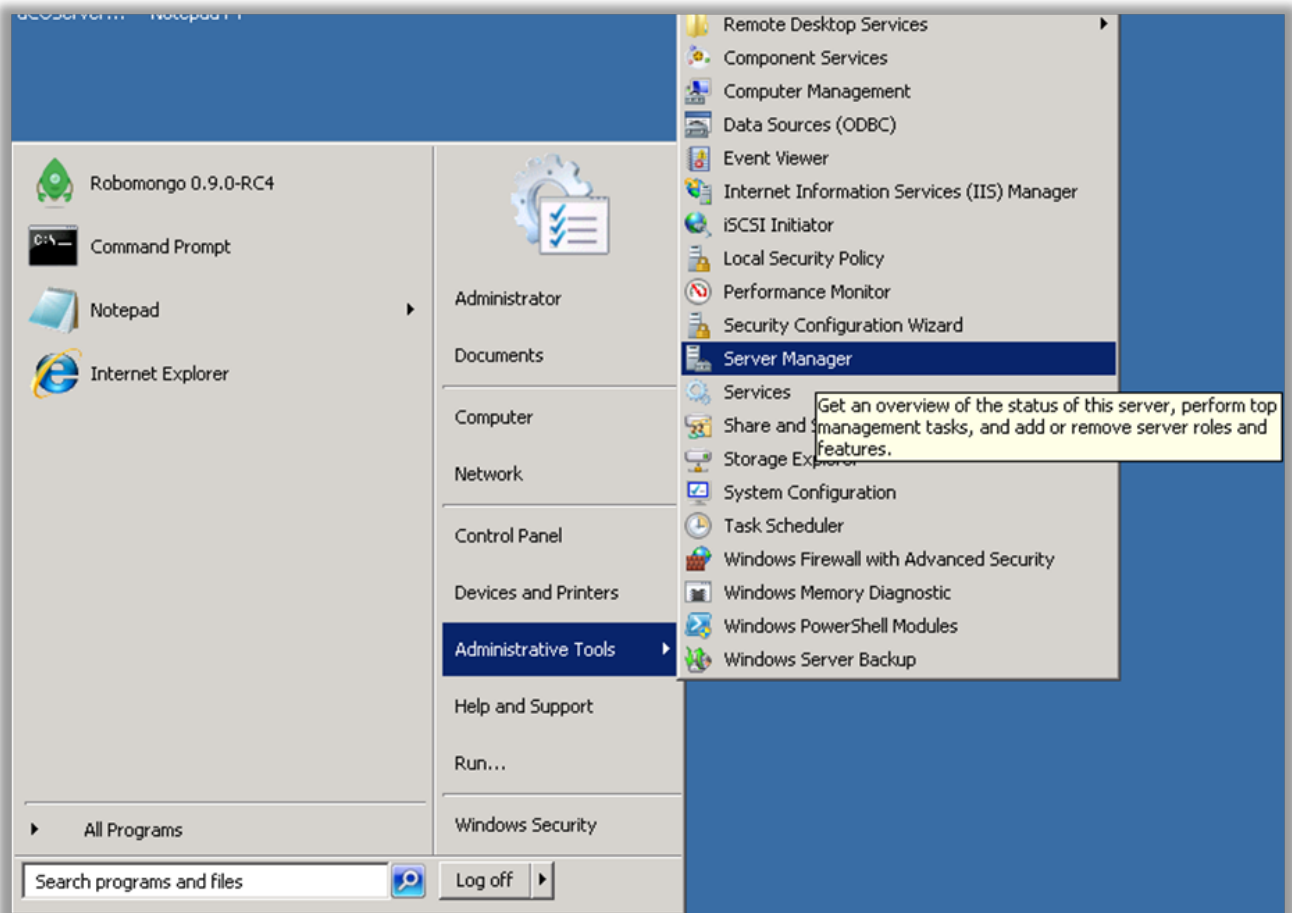 Robomongo 0.9.0-RC4
Command Prompt
Notepad
Internet Explorer
All Programs
Search programs and files
Administrator
Documents
Computer
Network
Control Panel
Devices and Printers
Administrative Tools
Help and Support
Run...
Windows Security
Log off
Remote Desktop Services
Component Services
Computer Management
Data Sources (ODBC)
Event Viewer
Internet Information Services (IIS) Manager
iSCSI Initiator
Local Security Policy
Performance Monitor
Security Configuration Wizard
Server Manager
Services
Share and
Storage Explorer
System Configuration
Task Scheduler
Windows Firewall with Advanced Security
Windows Memory Diagnostic
Windows PowerShell Modules
Windows Server Backup
Get an overview of the status of this server, perform top
management tasks, and add or remove server roles and
features.